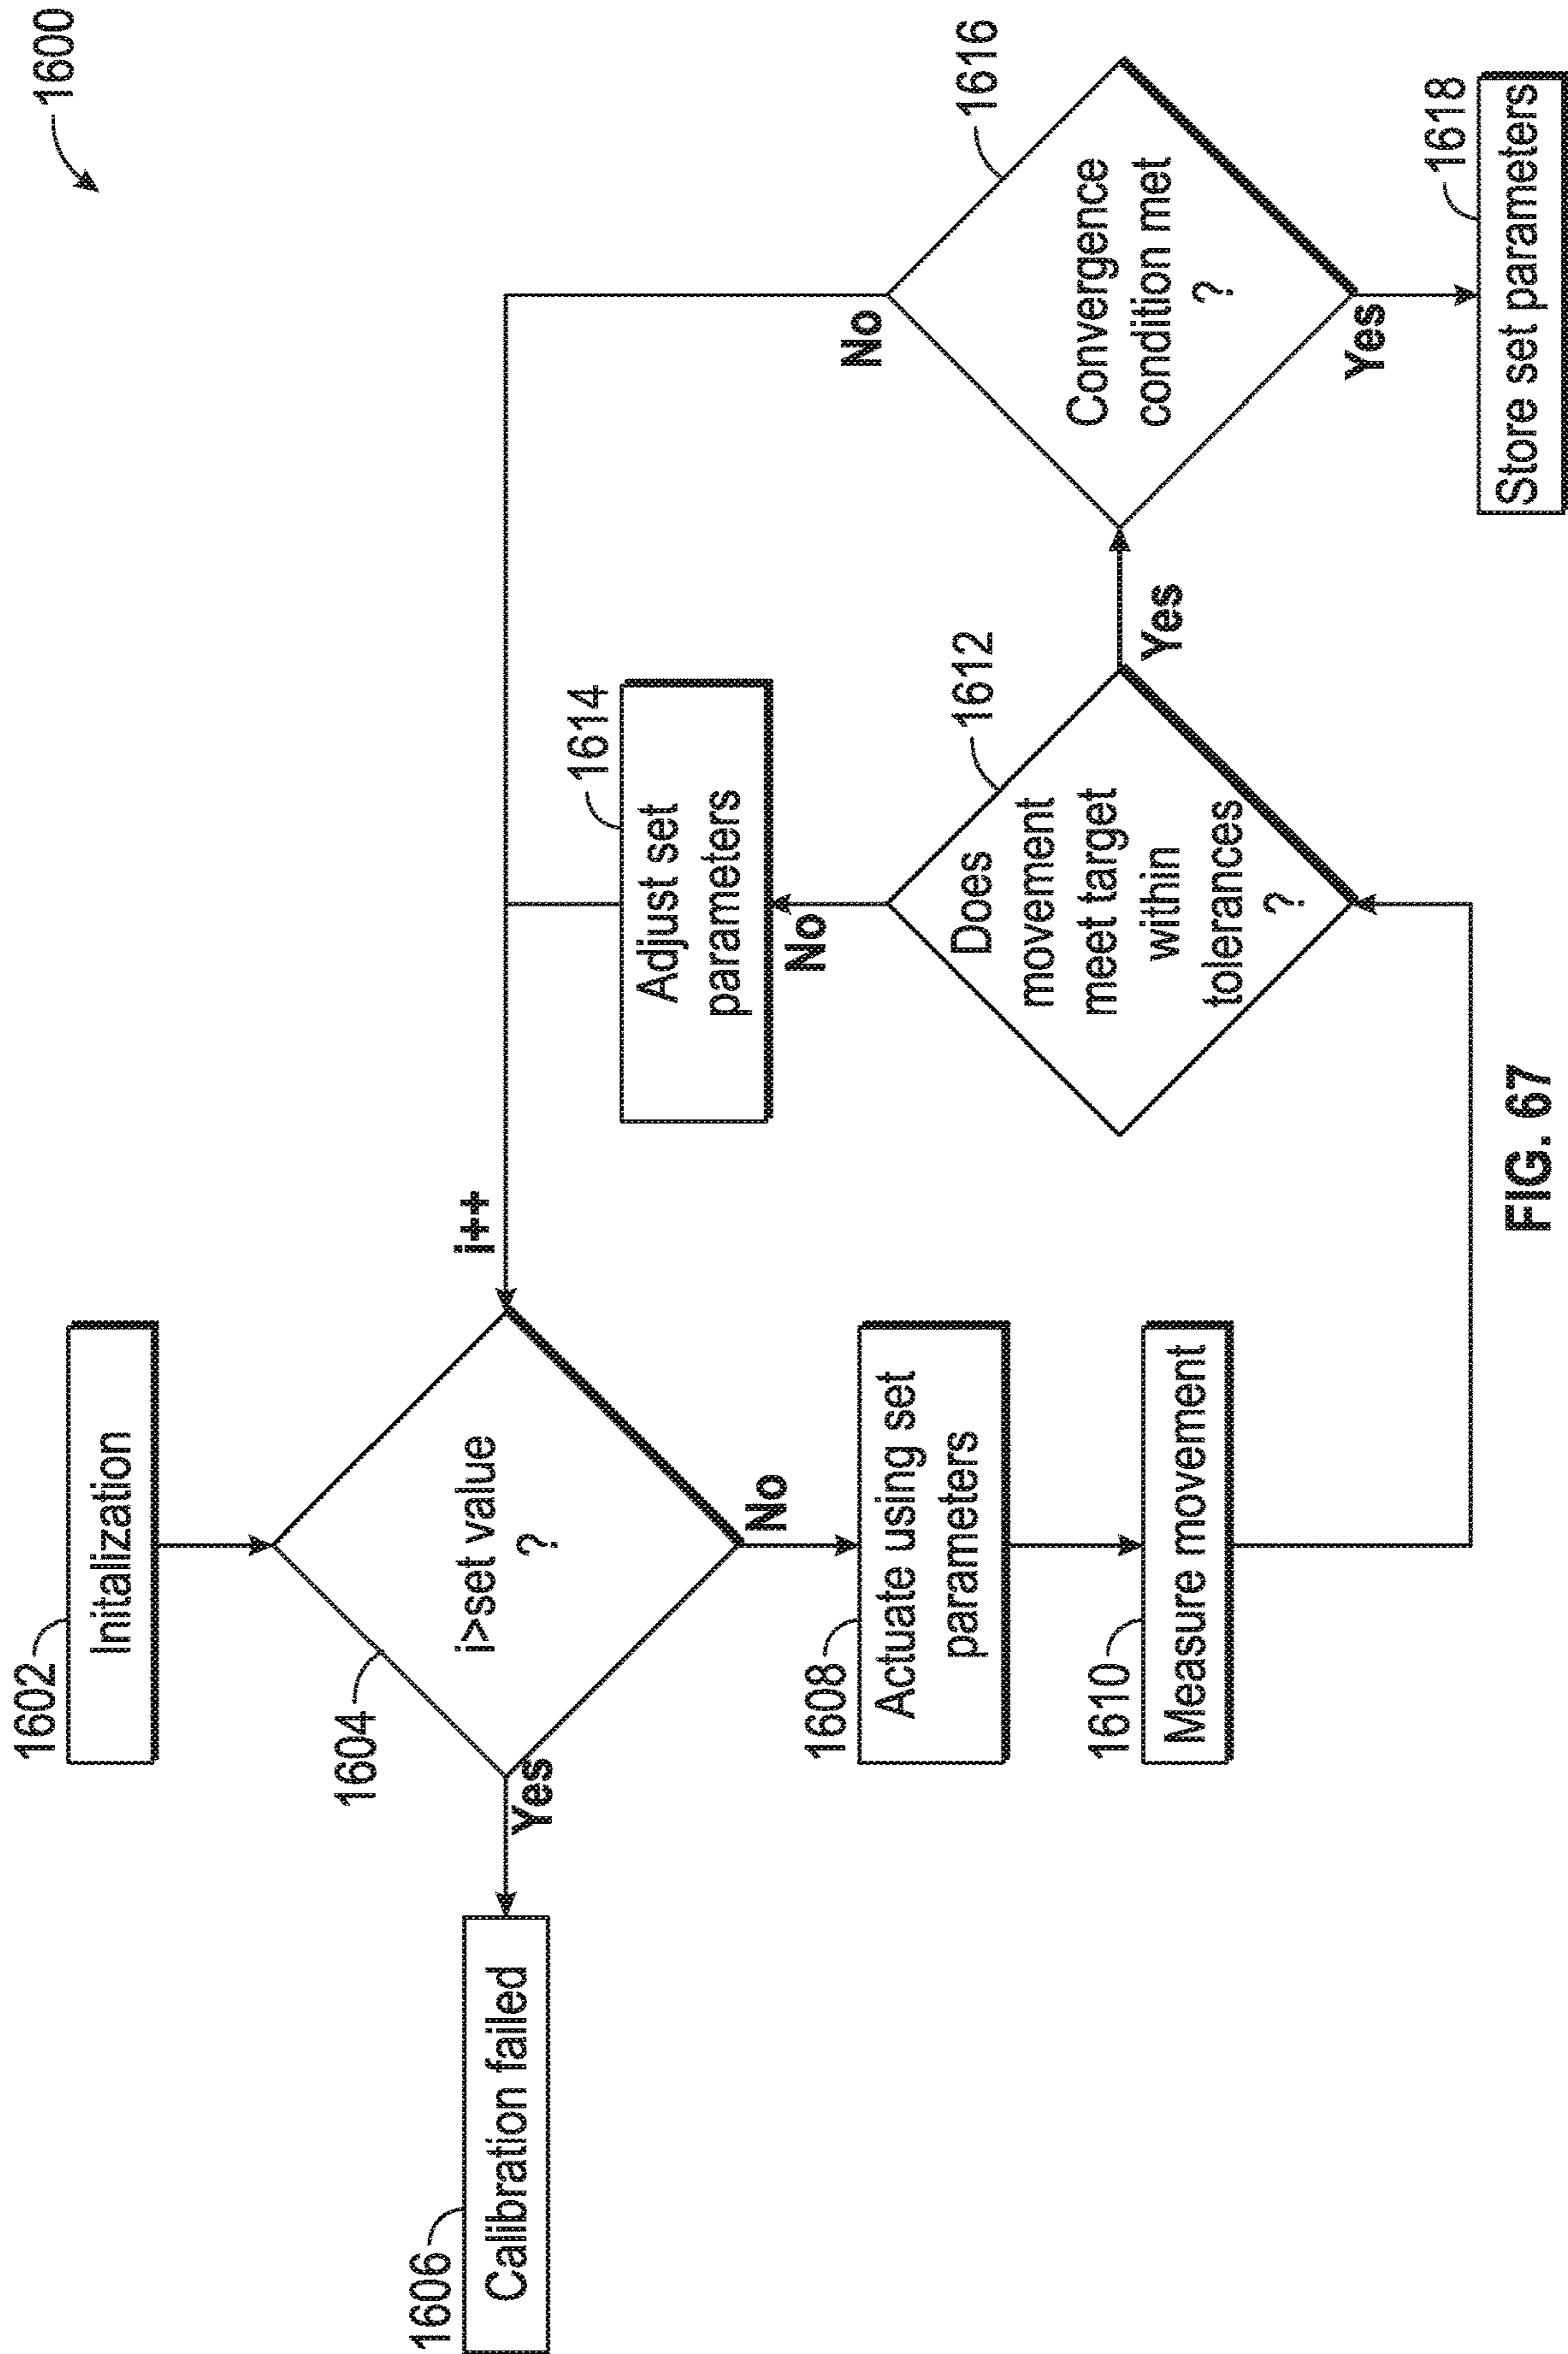 1600
1602
Initalization
1604
i>set value
?
i++
Yes
1606
Calibration failed
No
1608
Actuate using set
parameters
1610
Measure movement
1612
Does
movement
meet target
within
tolerances
?
No
1614
Adjust set
parameters
Yes
1616
Convergence
condition met
?
No
Yes
1618
Store set parameters
FIG. 67